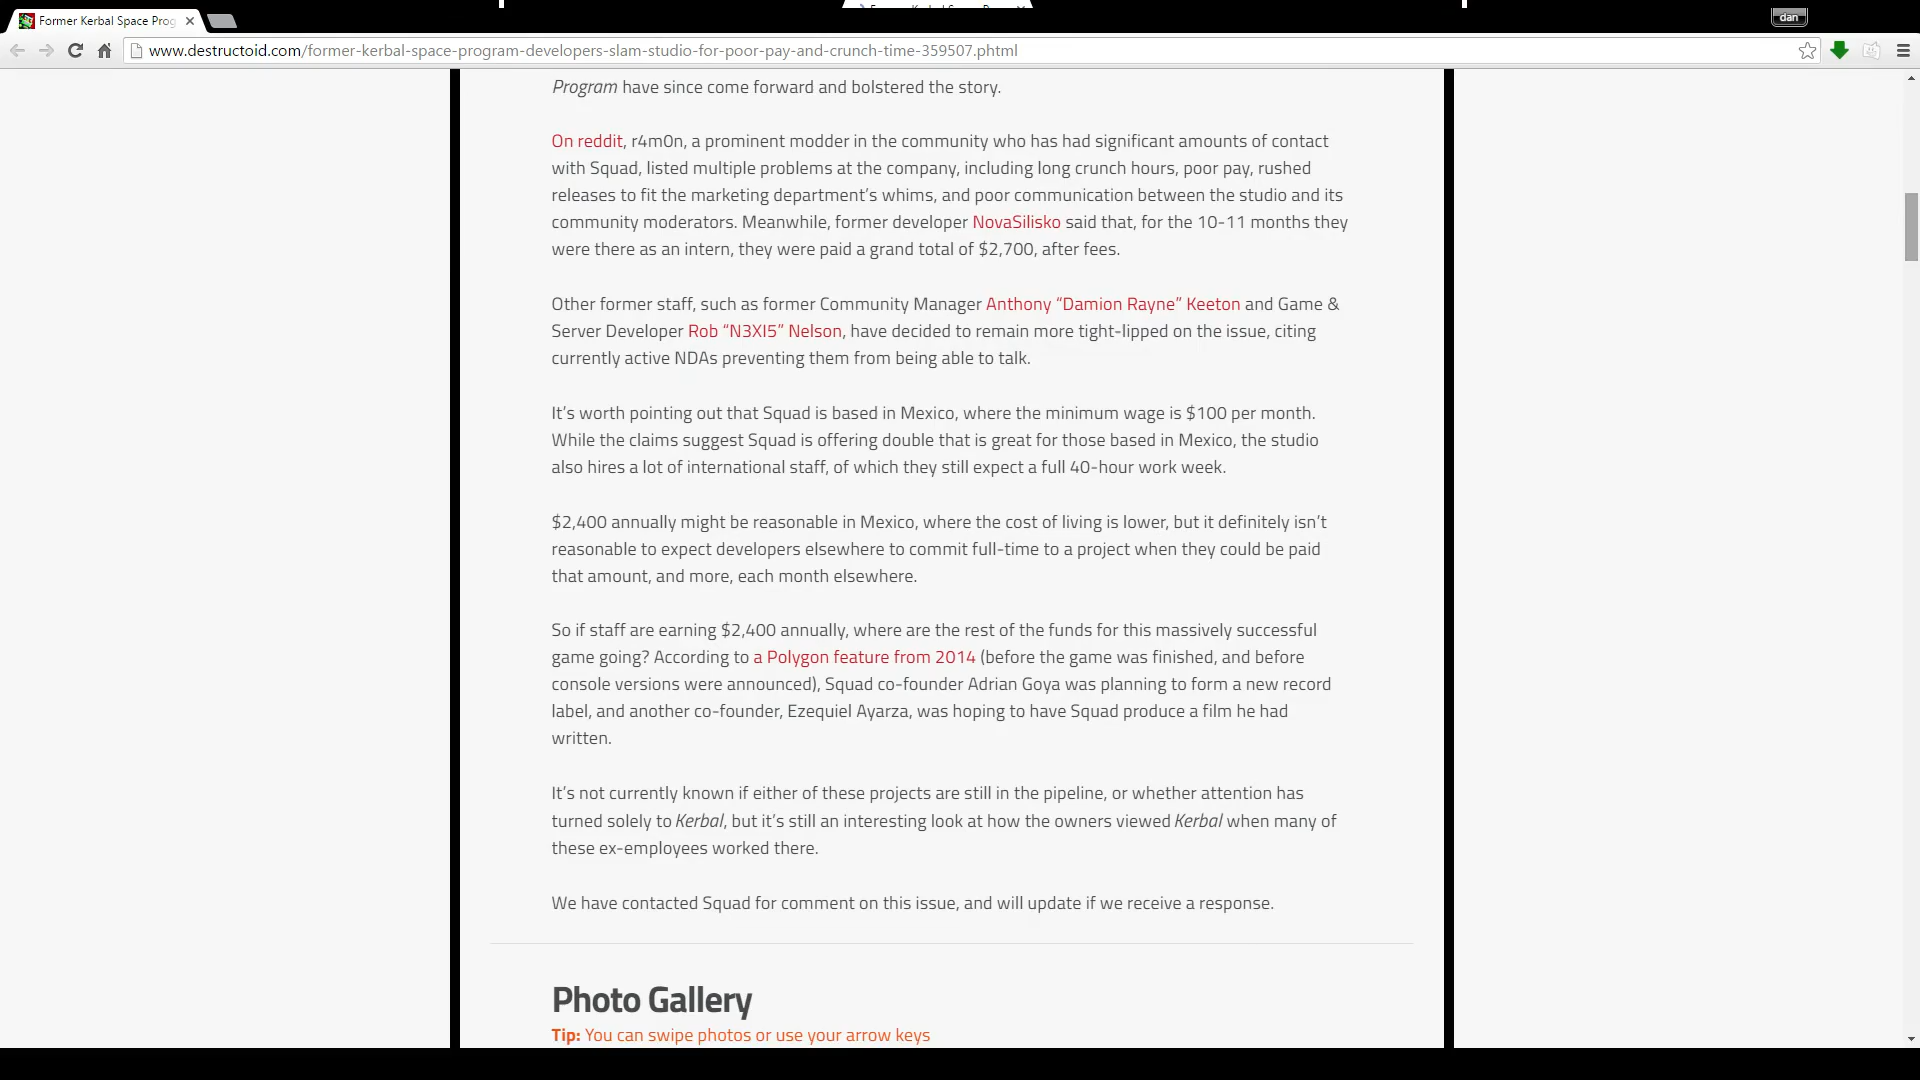 Former Kerbal Space Prog
dan
www.destructoid.com/former-kerbal-space-program-developers-slam-studio-for-poor-pay-and-crunch-time-359507.phtml
Program have since come forward and bolstered the story.
On reddit, r4m0n, a prominent modder in the community who has had significant amounts of contact
with Squad, listed multiple problems at the company, including long crunch hours, poor pay, rushed
releases to fit the marketing department’s whims, and poor communication between the studio and its
community moderators. Meanwhile, former developer NovaSilisko said that, for the 10-11 months they
were there as an intern, they were paid a grand total of $2,700, after fees.
Other former staff, such as former Community Manager Anthony “Damion Rayne” Keeton and Game &
Server Developer Rob “N3XI5” Nelson, have decided to remain more tight-lipped on the issue, citing
currently active NDAs preventing them from being able to talk.
It’s worth pointing out that Squad is based in Mexico, where the minimum wage is $100 per month.
While the claims suggest Squad is offering double that is great for those based in Mexico, the studio
also hires a lot of international staff, of which they still expect a full 40-hour work week.
$2,400 annually might be reasonable in Mexico, where the cost of living is lower, but it definitely isn’t
reasonable to expect developers elsewhere to commit full-time to a project when they could be paid
that amount, and more, each month elsewhere.
So if staff are earning $2,400 annually, where are the rest of the funds for this massively successful
game going? According to a Polygon feature from 2014 (before the game was finished, and before
console versions were announced), Squad co-founder Adrian Goya was planning to form a new record
label, and another co-founder, Ezequiel Ayarza, was hoping to have Squad produce a film he had
written.
It’s not currently known if either of these projects are still in the pipeline, or whether attention has
turned solely to Kerbal, but it’s still an interesting look at how the owners viewed Kerbal when many of
these ex-employees worked there.
We have contacted Squad for comment on this issue, and will update if we receive a response.
Photo Gallery
Tip: You can swipe photos or use your arrow keys